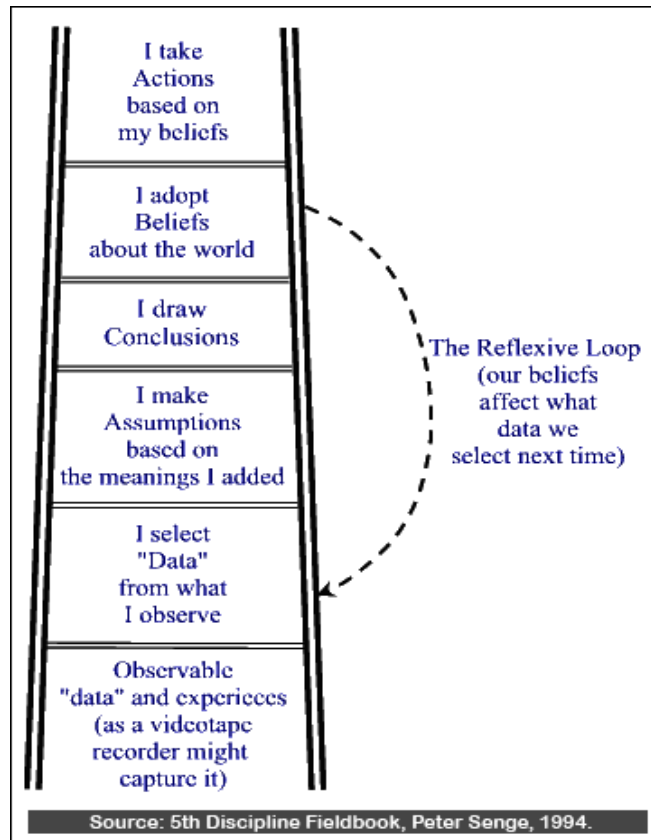 I take
Actions
based on
my beliefs
I adopt
Beliefs
about the world
I draw
Conclusions
I make
Assumptions
based on
the meanings I added
I select
"Data"
from what
I observe
Observable
"data" and experieces
(as a videotape
recorder might
capture it)
The Reflexive Loop
(our beliefs
affect what
data we
select next time)
Source: 5th Discipline Fieldbook, Peter Senge, 1994.